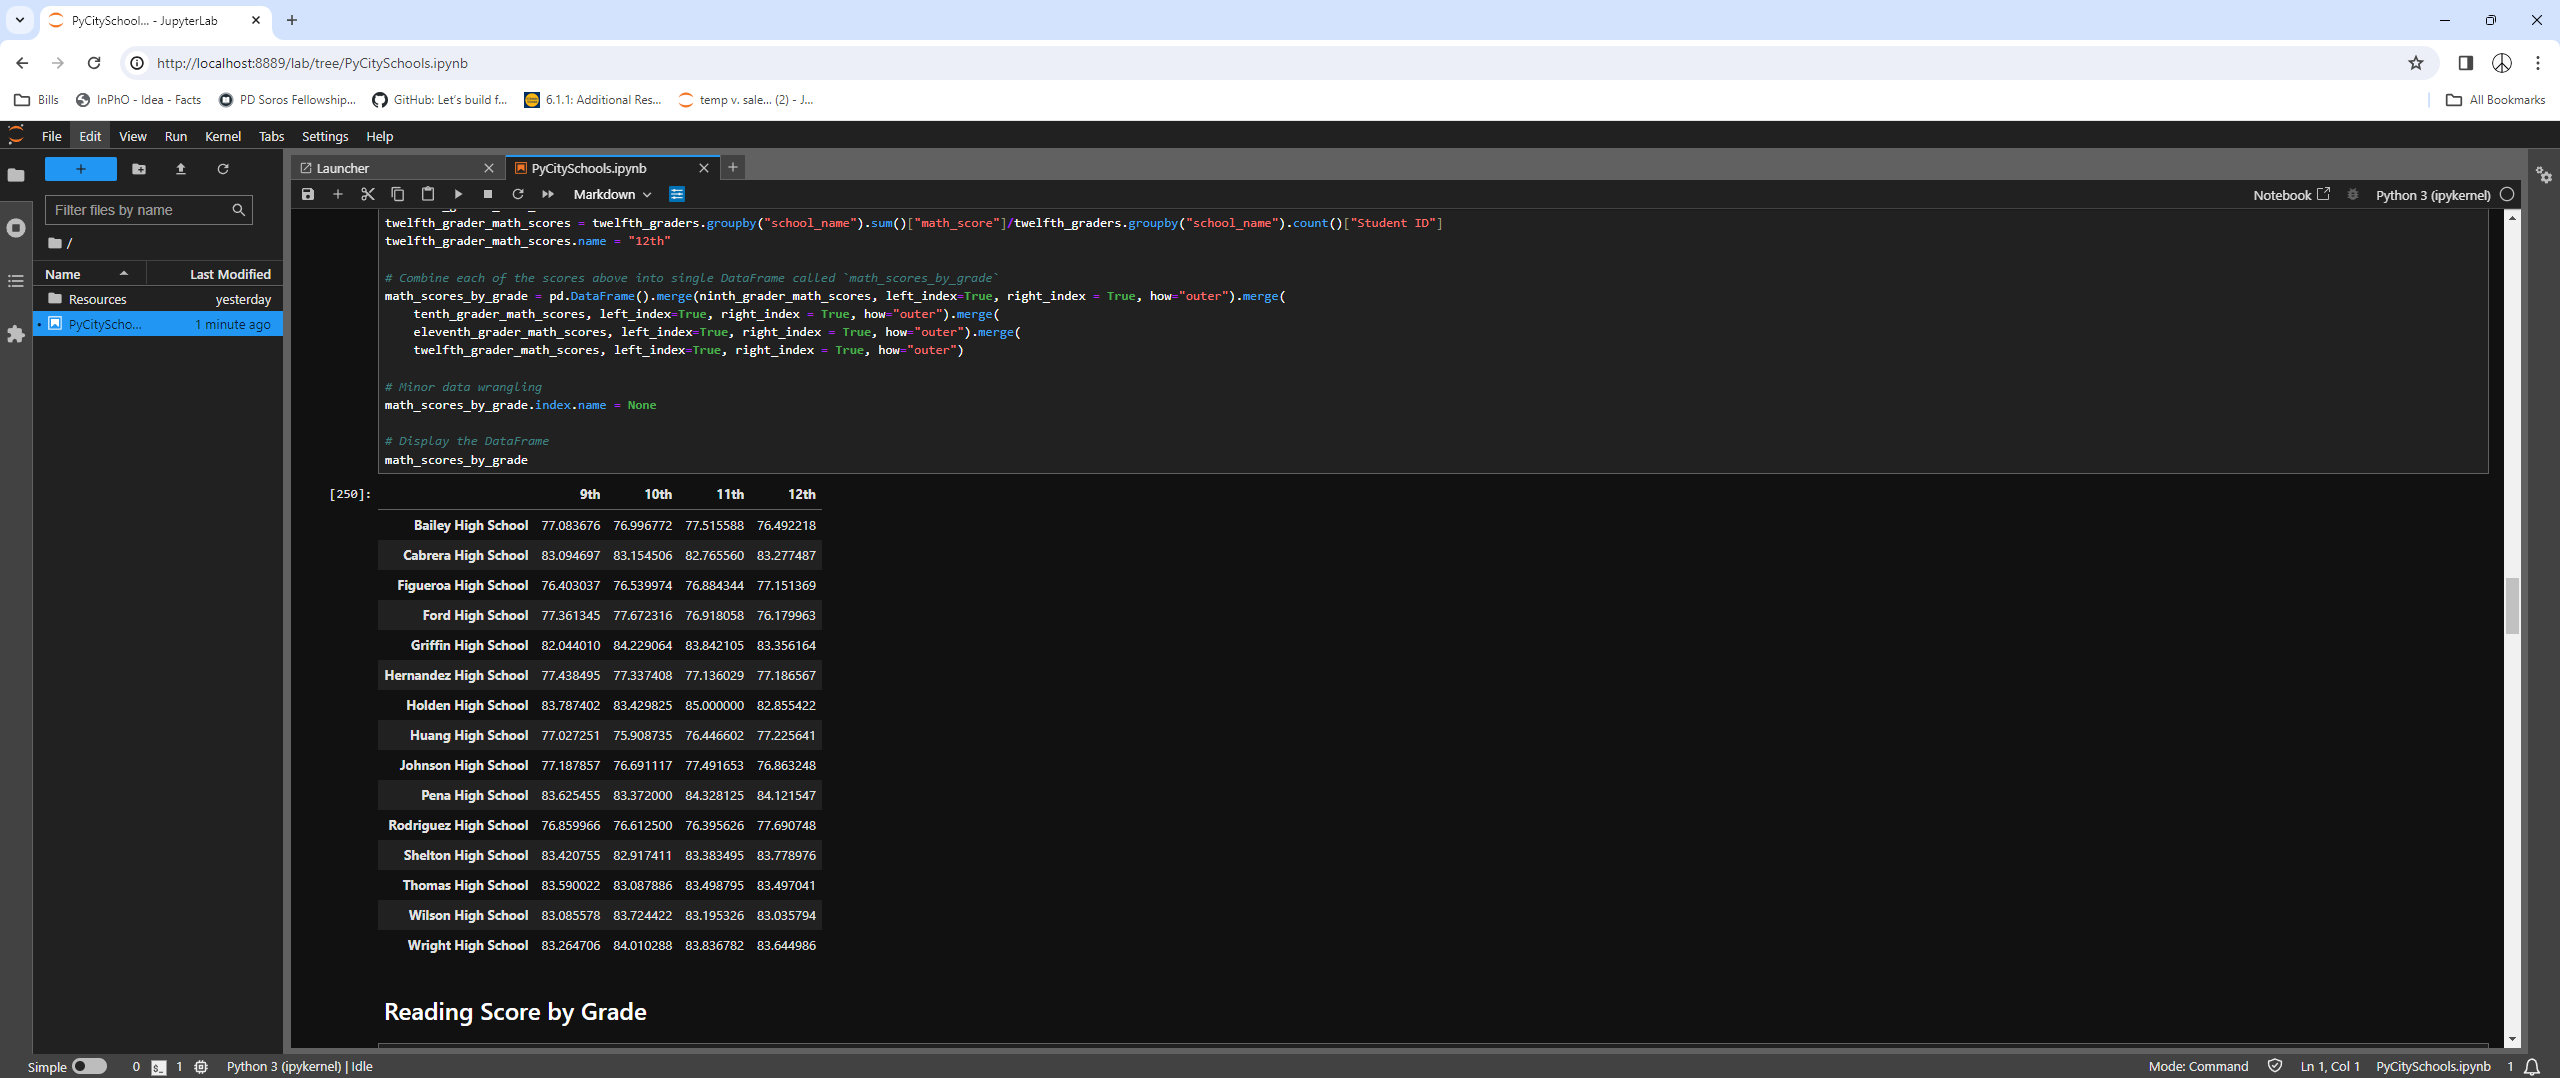 PyCitySchool... - JupyterLab
http://localhost:8889/lab/tree/PyCitySchools.ipynb
Bills InPhO - Idea - Facts PD Soros Fellowship... GitHub: Let's build f... 6.1.1: Additional Res... temp v. sale... (2) - J... All Bookmarks
File Edit View Run Kernel Tabs Settings Help
Launcher PyCitySchools.ipynb
Markdown Notebook Python 3 (ipykernel)
Filter files by name
/
Name Last Modified
Resources yesterday
PyCityScho... 1 minute ago
twelfth_grader_math_scores = twelfth_graders.groupby("school_name").sum()["math_score"]/twelfth_graders.groupby("school_name").count()["Student ID"]
twelfth_grader_math_scores.name = "12th"
# Combine each of the scores above into single DataFrame called `math_scores_by_grade`
math_scores_by_grade = pd.DataFrame().merge(ninth_grader_math_scores, left_index=True, right_index = True, how="outer").merge(
    tenth_grader_math_scores, left_index=True, right_index = True, how="outer").merge(
    eleventh_grader_math_scores, left_index=True, right_index = True, how="outer").merge(
    twelfth_grader_math_scores, left_index=True, right_index = True, how="outer")
# Minor data wrangling
math_scores_by_grade.index.name = None
# Display the DataFrame
math_scores_by_grade
[250]: 9th 10th 11th 12th
Bailey High School 77.083676 76.996772 77.515588 76.492218
Cabrera High School 83.094697 83.154506 82.765560 83.277487
Figueroa High School 76.403037 76.539974 76.884344 77.151369
Ford High School 77.361345 77.672316 76.918058 76.179963
Griffin High School 82.044010 84.229064 83.842105 83.356164
Hernandez High School 77.438495 77.337408 77.136029 77.186567
Holden High School 83.787402 83.429825 85.000000 82.855422
Huang High School 77.027251 75.908735 76.446602 77.225641
Johnson High School 77.187857 76.691117 77.491653 76.863248
Pena High School 83.625455 83.372000 84.328125 84.121547
Rodriguez High School 76.859966 76.612500 76.395626 77.690748
Shelton High School 83.420755 82.917411 83.383495 83.778976
Thomas High School 83.590022 83.087886 83.498795 83.497041
Wilson High School 83.085578 83.724422 83.195326 83.035794
Wright High School 83.264706 84.010288 83.836782 83.644986
Reading Score by Grade
Simple 0 1 Python 3 (ipykernel) | Idle Mode: Command Ln 1, Col 1 PyCitySchools.ipynb 1